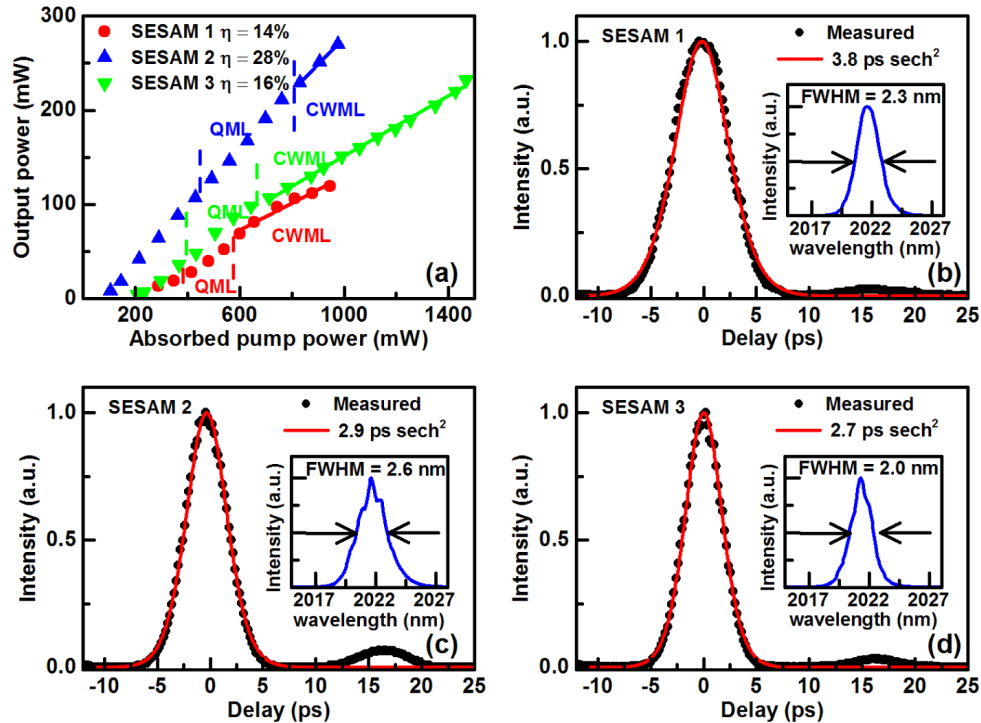 SESAM 1 η = 14%
SESAM 2 η = 28%
SESAM 3 η = 16%
QML
CWML
QML
CWML
QML
CWML
(a)
300
200
100
0
Output power (mW)
200 600 1000 1400
Absorbed pump power (mW)
SESAM 1
Measured
3.8 ps sech²
FWHM = 2.3 nm
Intensity (a.u.)
2017 2022 2027
wavelength (nm)
(b)
1.0
0.5
0.0
Intensity (a.u.)
-10 -5 0 5 10 15 20 25
Delay (ps)
SESAM 2
Measured
2.9 ps sech²
FWHM = 2.6 nm
Intensity (a.u.)
2017 2022 2027
wavelength (nm)
(c)
1.0
0.5
0.0
Intensity (a.u.)
-10 -5 0 5 10 15 20 25
Delay (ps)
SESAM 3
Measured
2.7 ps sech²
FWHM = 2.0 nm
Intensity (a.u.)
2017 2022 2027
wavelength (nm)
(d)
1.0
0.5
0.0
Intensity (a.u.)
-10 -5 0 5 10 15 20 25
Delay (ps)